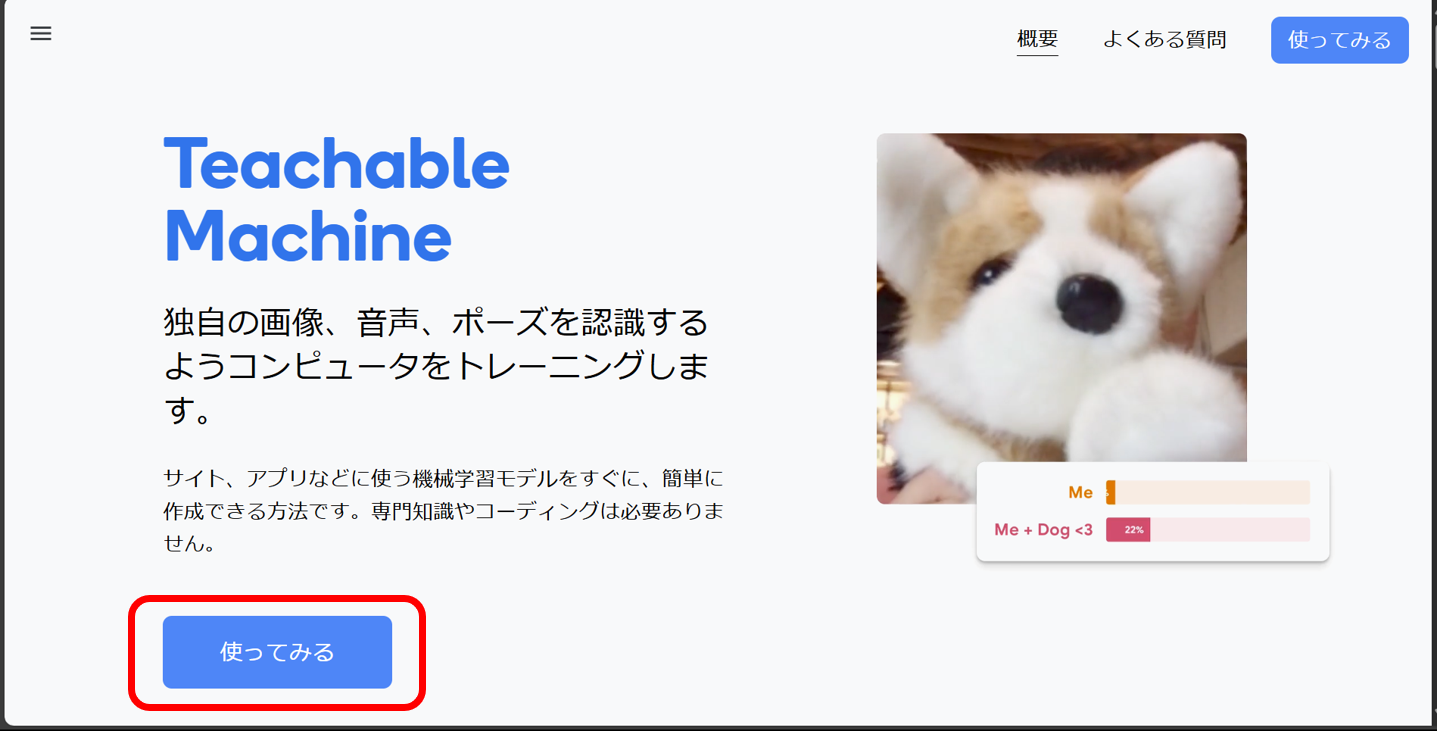 概要 よくある質問 使ってみる
Teachable
Machine
独自の画像、音声、ポーズを認識する
ようコンピュータをトレーニングしま
す。
サイト、アプリなどに使う機械学習モデルをすぐに、簡単に
作成できる方法です。専門知識やコーディングは必要ありま
せん。
使ってみる
Me
Me + Dog <3 22%